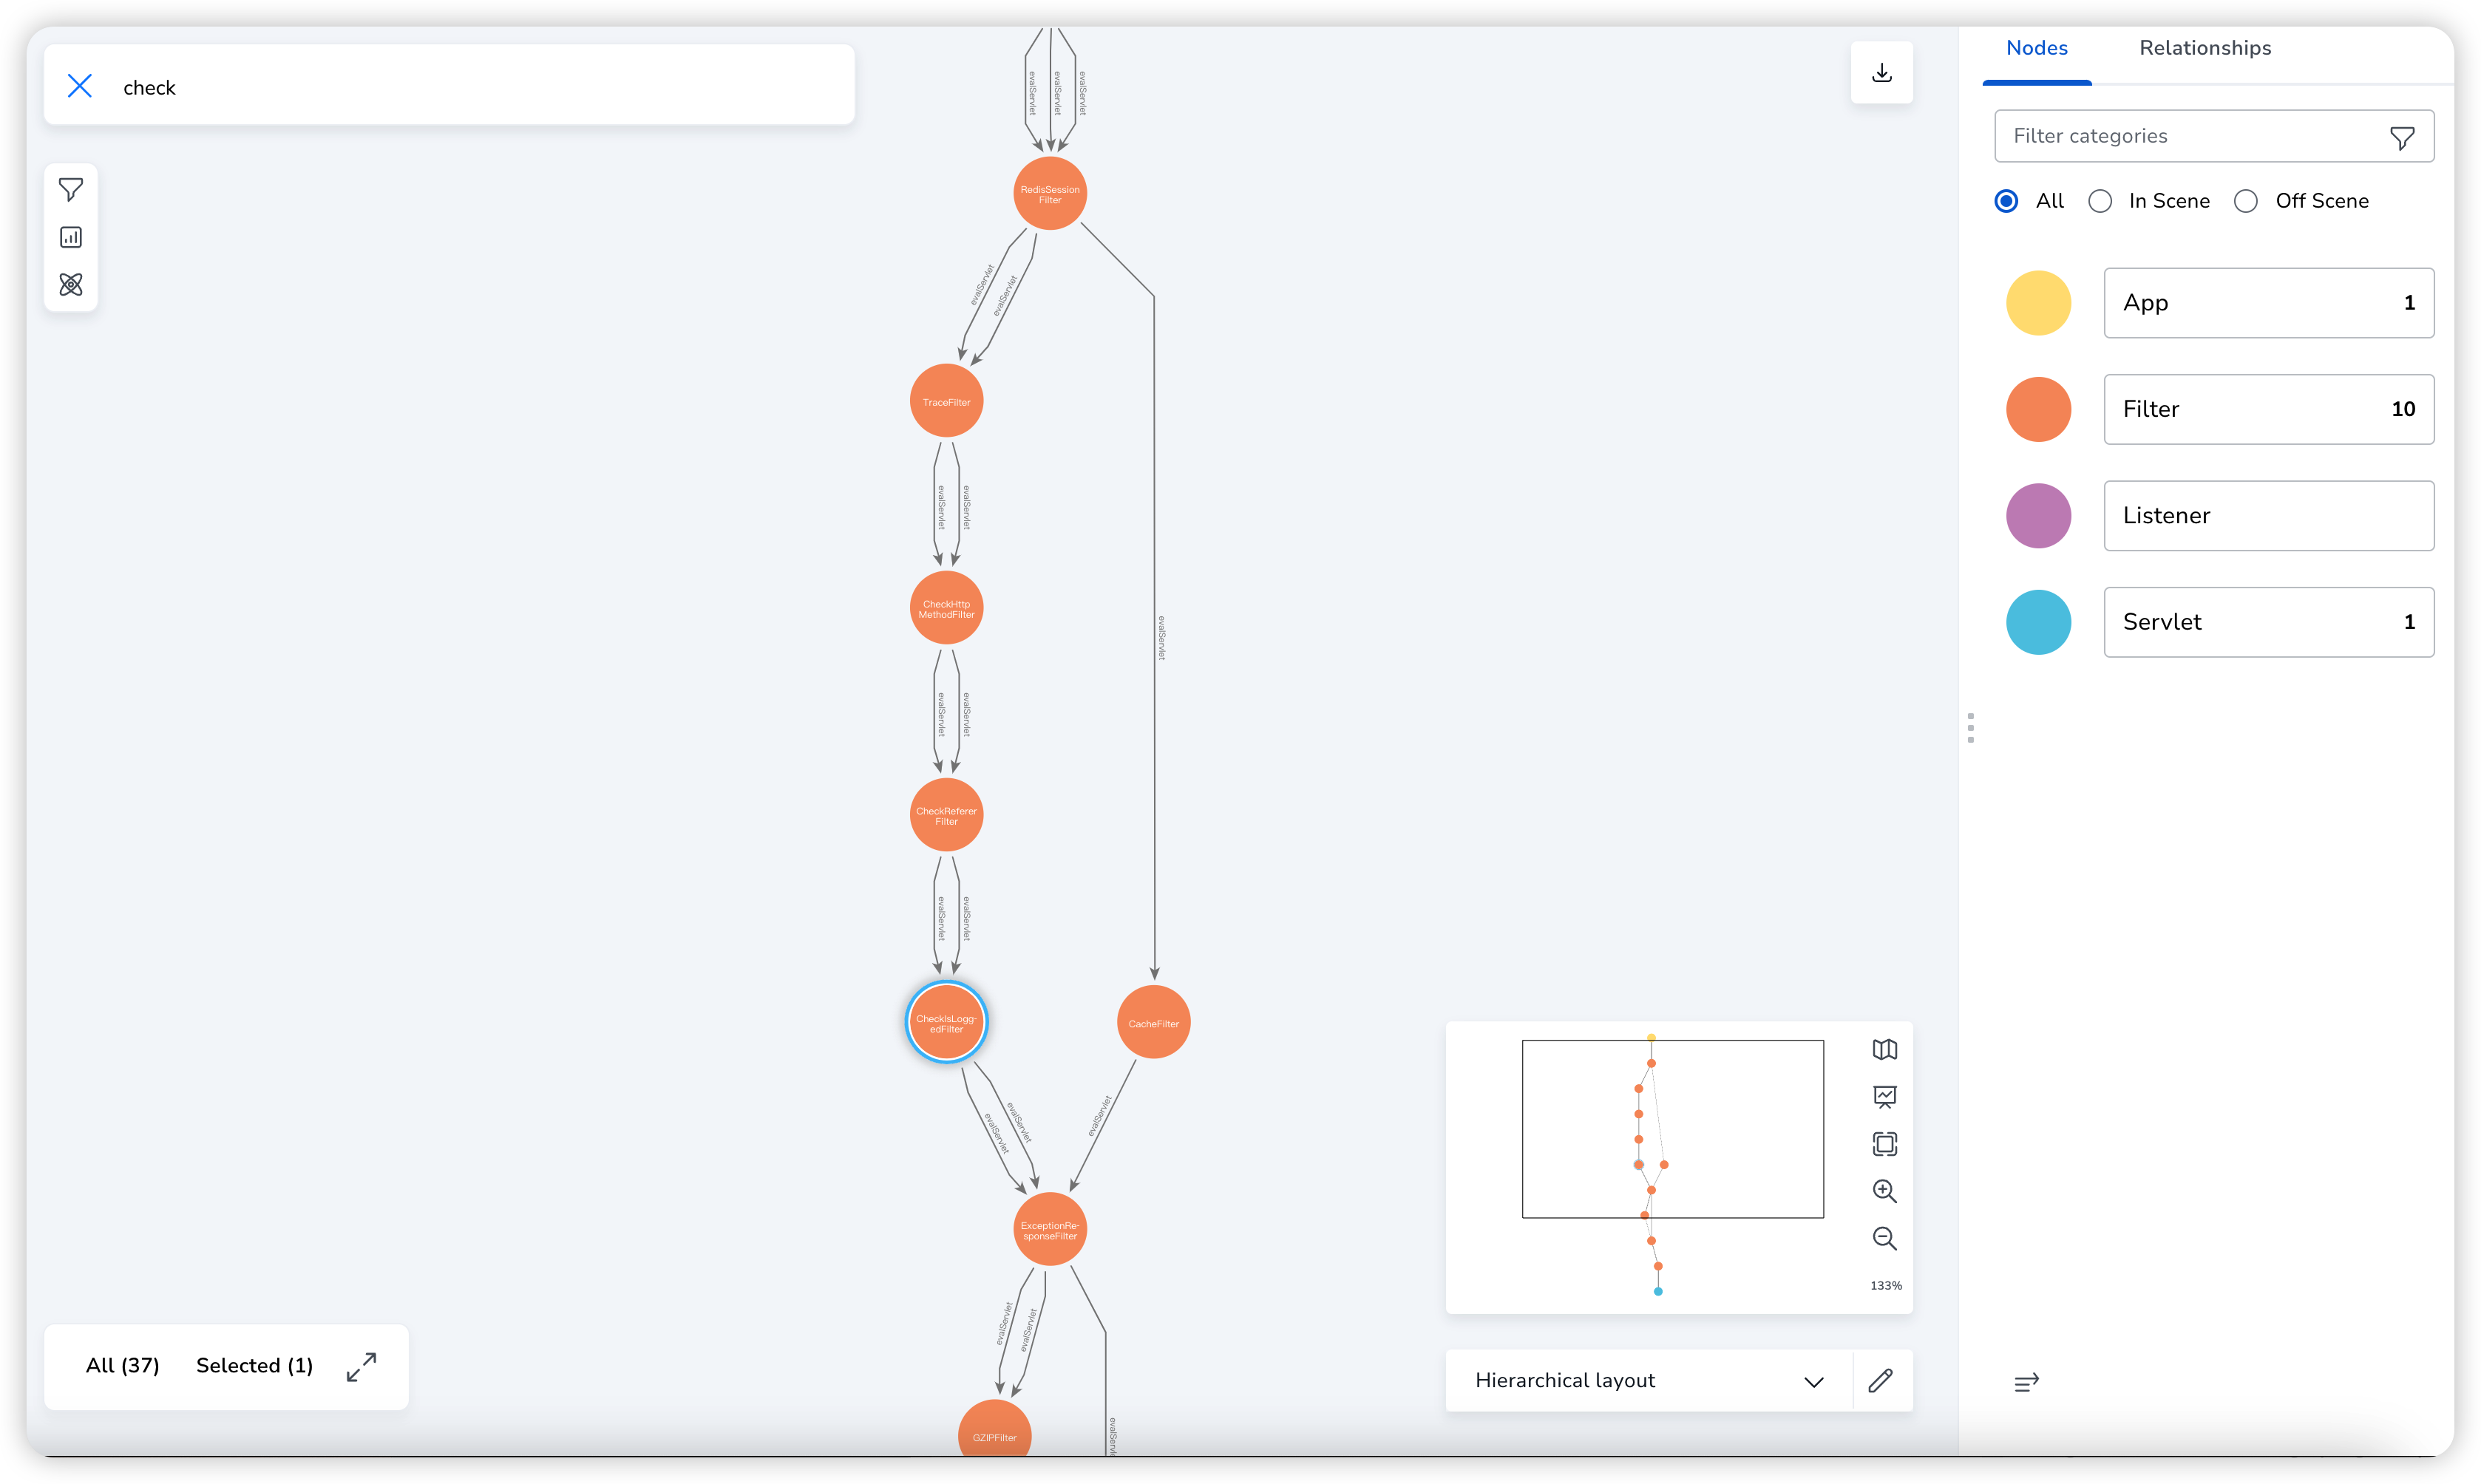 check
evalServlet
evalServlet
evalServlet
RedisSession
Filter
evalServlet
evalServlet
TraceFilter
evalServlet
evalServlet
CheckHttp
MethodFilter
evalServlet
evalServlet
evalServlet
CheckReferer
Filter
evalServlet
evalServlet
CheckIsLogg-
edFilter
CacheFilter
evalServlet
evalServlet
evalServlet
ExceptionRe-
sponseFilter
evalServlet
evalServlet
GZIPFilter
All (37)
Selected (1)
133%
Hierarchical layout
Nodes
Relationships
Filter categories
All
In Scene
Off Scene
App
1
Filter
10
Listener
Servlet
1